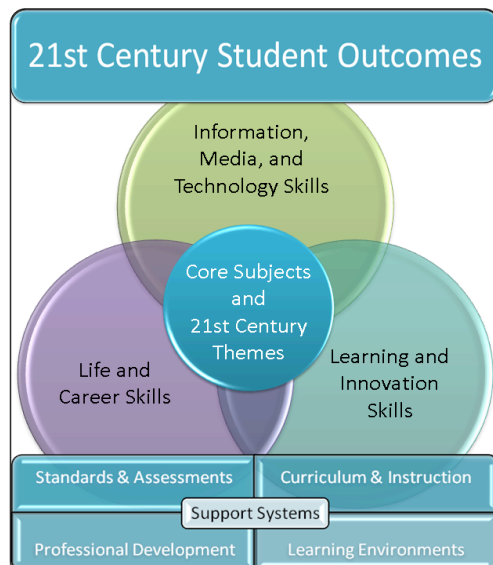 21st Century Student Outcomes
Information,
Media, and
Technology Skills
Core Subjects
and
21st Century
Themes
Life and
Career Skills
Learning and
Innovation
Skills
Standards & Assessments
Curriculum & Instruction
Support Systems
Professional Development
Learning Environments